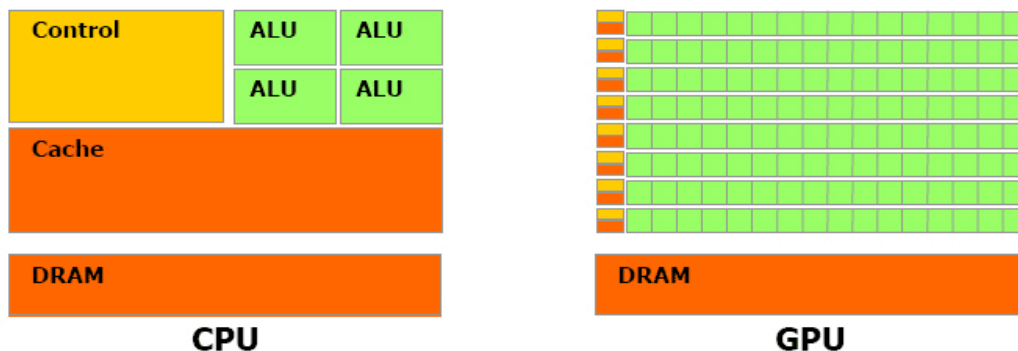 Control
ALU ALU
ALU ALU
Cache
DRAM
CPU
DRAM
GPU